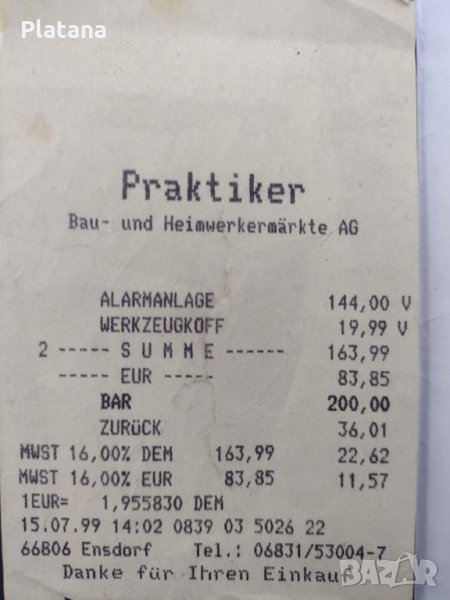 Platana
Praktiker
Bau- und Heimwerkermärkte AG
ALARMANLAGE 144,00 V
WERKZEUGKOFF 19,99 V
2 ----- S U M M E ------ 163,99
----- EUR ----- 83,85
BAR 200,00
ZURüCK 36,01
MWST 16,00% DEM 163,99 22,62
MWST 16,00% EUR 83,85 11,57
1EUR= 1,955830 DEM
15.07.99 14:02 0839 03 5026 22
66806 Ensdorf Tel.: 06831/53004-7
Danke für Ihren Einkauf
BAZAR